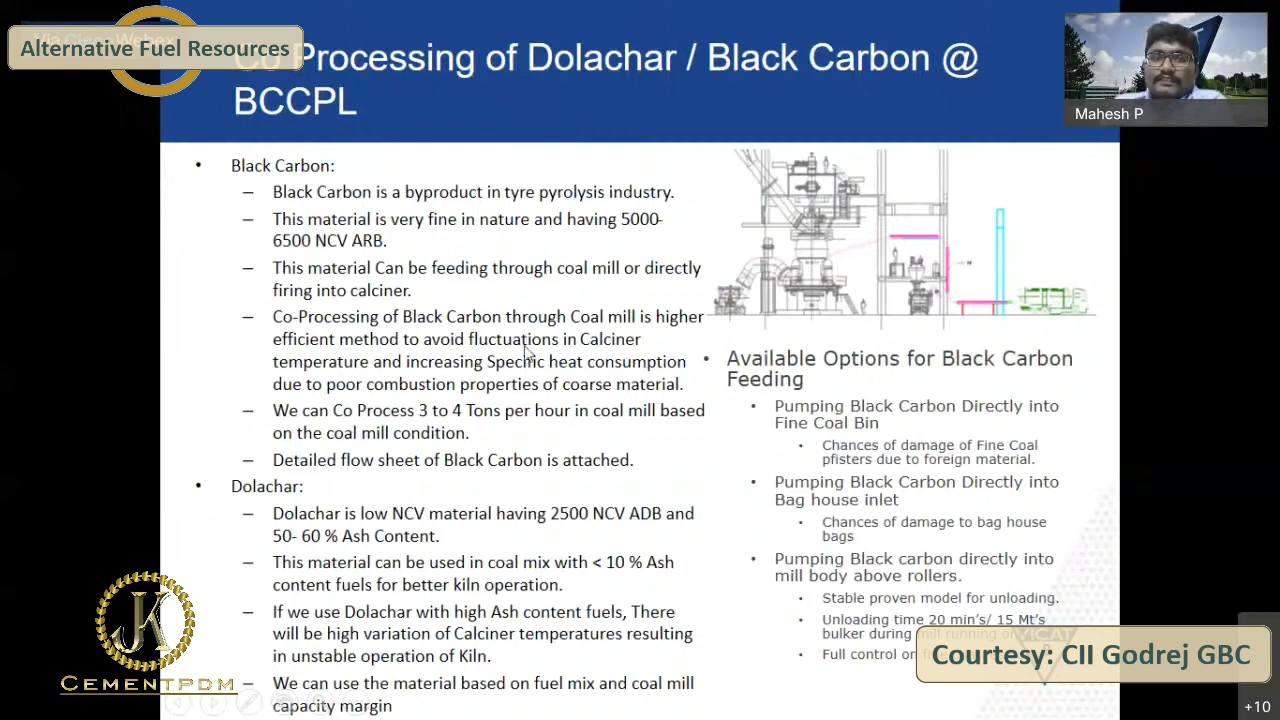 Via Cisco Webex
Alternative Fuel Resources
Co Processing of Dolachar / Black Carbon @
BCCPL
Mahesh P
• Black Carbon:
– Black Carbon is a byproduct in tyre pyrolysis industry.
– This material is very fine in nature and having 5000-
6500 NCV ARB.
– This material Can be feeding through coal mill or directly
firing into calciner.
– Co-Processing of Black Carbon through Coal mill is higher
efficient method to avoid fluctuations in Calciner
temperature and increasing Specific heat consumption
due to poor combustion properties of coarse material.
– We can Co Process 3 to 4 Tons per hour in coal mill based
on the coal mill condition.
– Detailed flow sheet of Black Carbon is attached.
• Dolachar:
– Dolachar is low NCV material having 2500 NCV ADB and
50- 60 % Ash Content.
– This material can be used in coal mix with < 10 % Ash
content fuels for better kiln operation.
– If we use Dolachar with high Ash content fuels, There
will be high variation of Calciner temperatures resulting
in unstable operation of Kiln.
– We can use the material based on fuel mix and coal mill
capacity margin
• Available Options for Black Carbon
Feeding
• Pumping Black Carbon Directly into
Fine Coal Bin
• Chances of damage of Fine Coal
pfisters due to foreign material.
• Pumping Black Carbon Directly into
Bag house inlet
• Chances of damage to bag house
bags
• Pumping Black carbon directly into
mill body above rollers.
• Stable proven model for unloading.
• Unloading time 20 min's/ 15 Mt's
bulker during mill running
• Full control on
VICAT
Courtesy: CII Godrej GBC
JK
CEMENTPDM
+10